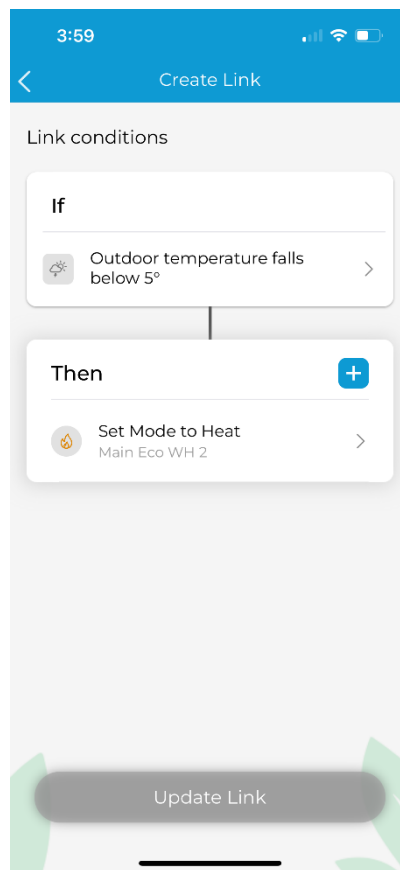 3:59
Create Link
Link conditions
If
Outdoor temperature falls
below 5°
Then
Set Mode to Heat
Main Eco WH 2
Update Link